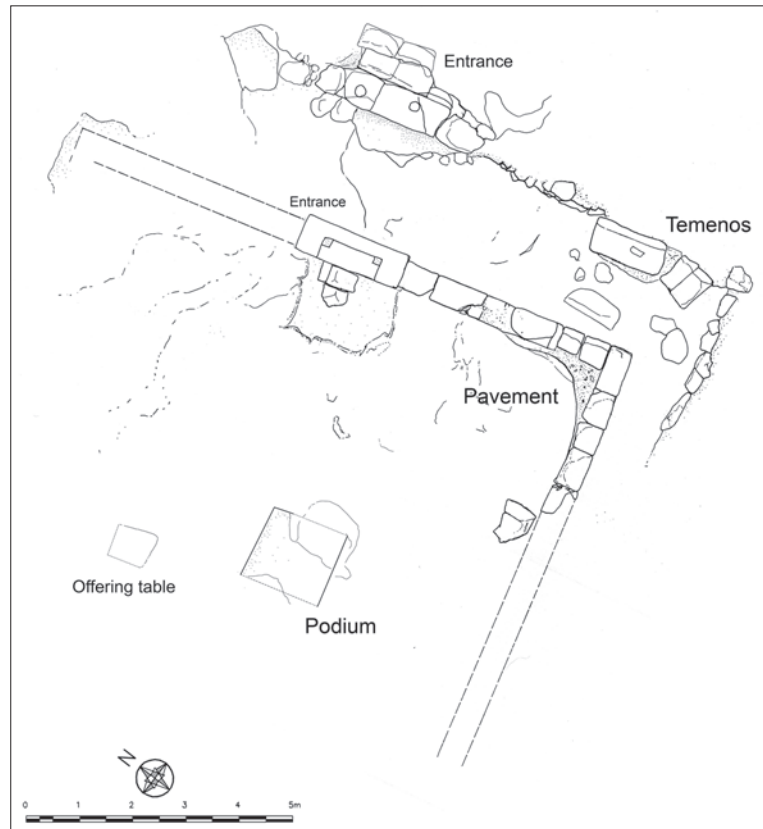 Entrance
Entrance
Temenos
Pavement
Offering table
Podium
N
0 1 2 3 4 5m